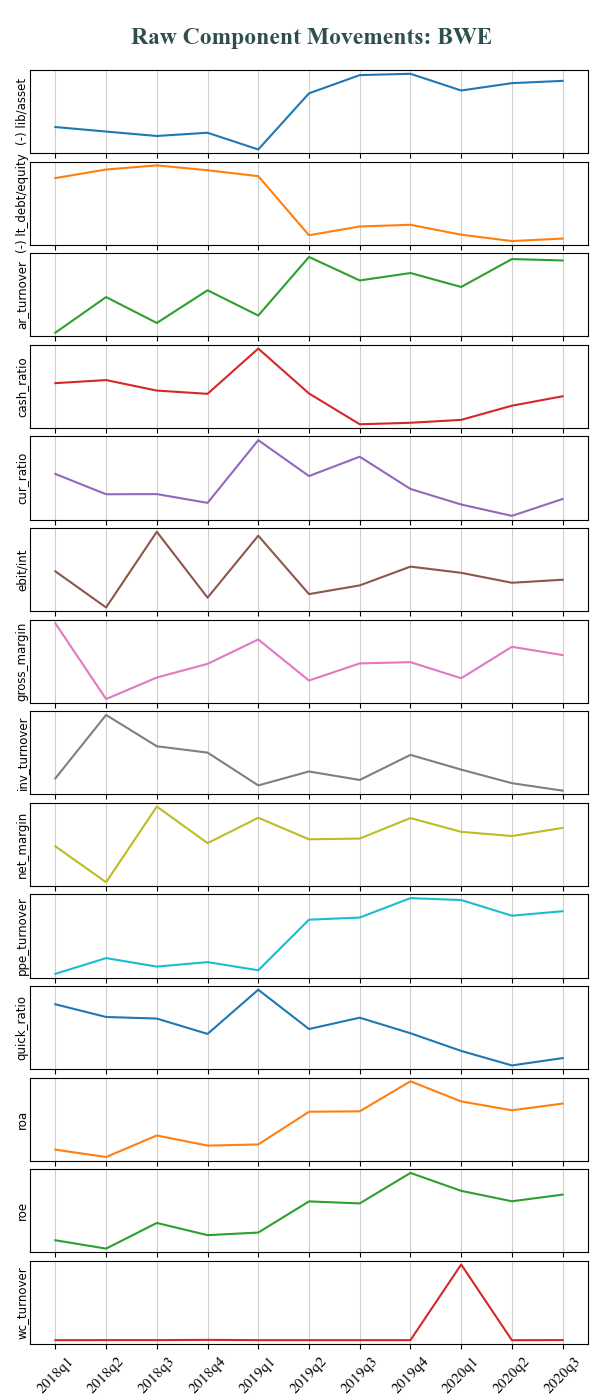 Raw Component Movements: BWE
(-) lib/asset
(-) lt_debt/equity
ar_turnover
cash_ratio
cur_ratio
ebit/int
gross_margin
inv_turnover
net_margin
ppe_turnover
quick_ratio
roa
roe
wc_turnover
2018q1 2018q2 2018q3 2018q4 2019q1 2019q2 2019q3 2019q4 2020q1 2020q2 2020q3